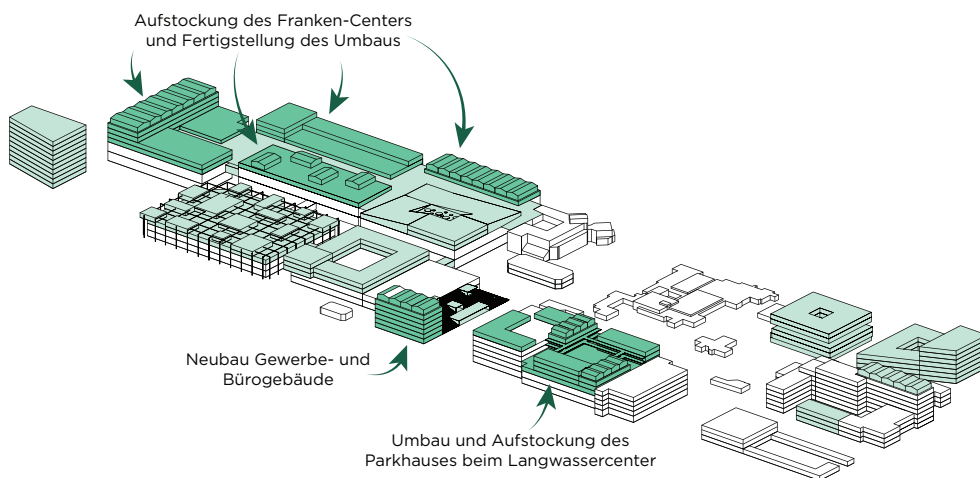 Aufstockung des Franken-Centers
und Fertigstellung des Umbaus
Neubau Gewerbe- und
Bürogebäude
Umbau und Aufstockung des
Parkhauses beim Langwassercenter